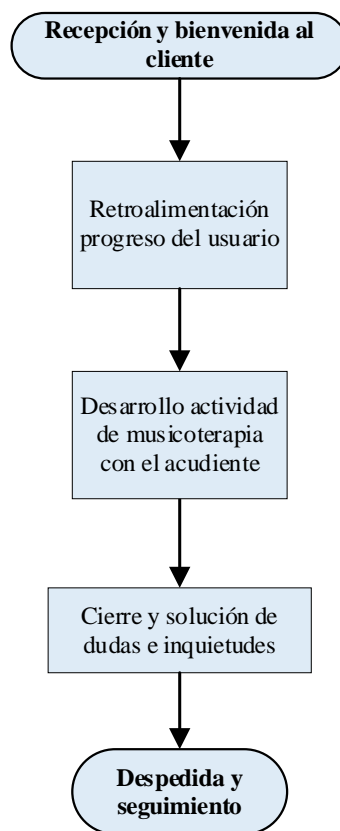 Recepción y bienvenida al
cliente
Retroalimentación
progreso del usuario
Desarrollo actividad
de musicoterapia
con el acudiente
Cierre y solución de
dudas e inquietudes
Despedida y
seguimiento